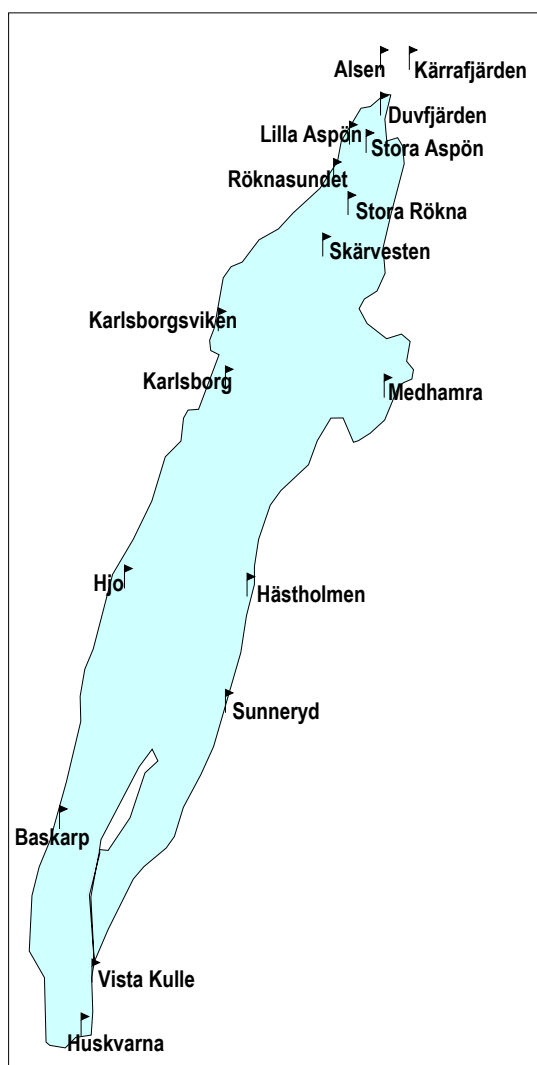 Alsen
Kärrafjärden
Duvfjärden
Lilla Aspön
Stora Aspön
Röknasundet
Stora Rökna
Skärvesten
Karlsborgsviken
Karlsborg
Medhamra
Hjo
Hästholmen
Sunneryd
Baskarp
Vista Kulle
Huskvarna